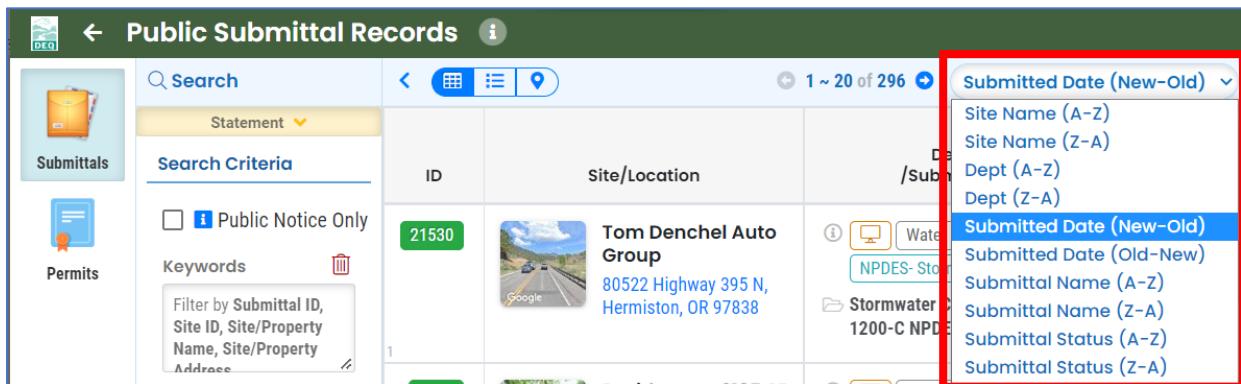 DEQ
Public Submittal Records
Submittals
Permits
Search
Statement
Search Criteria
Public Notice Only
Keywords
Filter by Submittal ID,
Site ID, Site/Property
Name, Site/Property
Address
1 ~ 20 of 296
Submitted Date (New-Old)
Site Name (A-Z)
Site Name (Z-A)
Dept (A-Z)
Dept (Z-A)
Submitted Date (New-Old)
Submitted Date (Old-New)
Submittal Name (A-Z)
Submittal Name (Z-A)
Submittal Status (A-Z)
Submittal Status (Z-A)
ID
Site/Location
21530
1
Google
Tom Denchel Auto
Group
80522 Highway 395 N,
Hermiston, OR 97838
NPDES- Stor
Stormwater C
1200-C NPDE